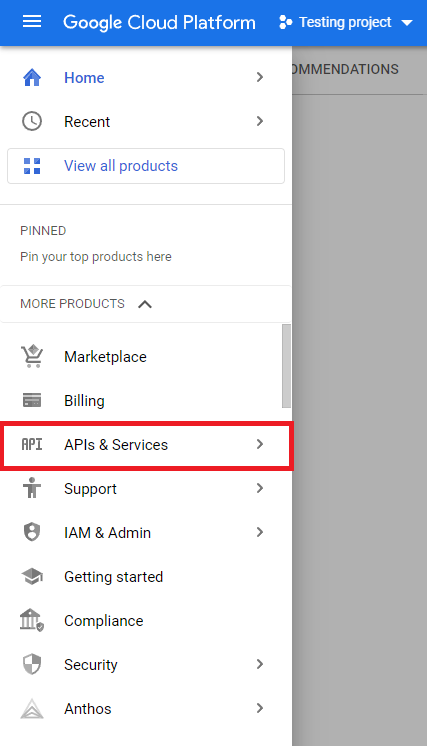 Google Cloud Platform
Testing project
OMMENDATIONS
Home
Recent
View all products
PINNED
Pin your top products here
MORE PRODUCTS
Marketplace
Billing
API
APIs & Services
Support
IAM & Admin
Getting started
Compliance
Security
Anthos